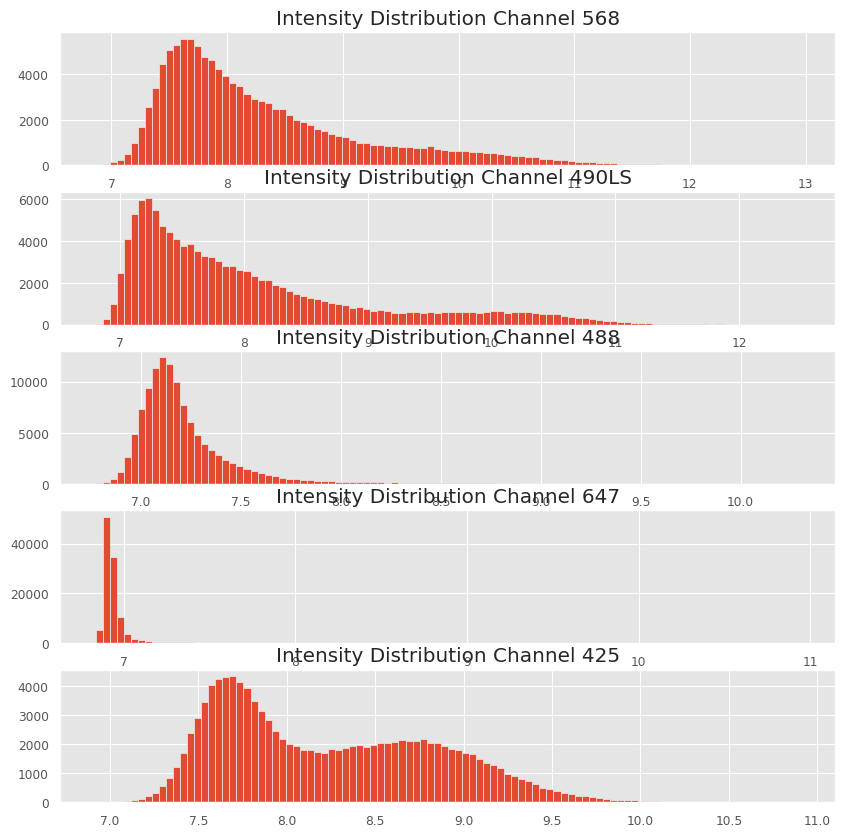 Intensity Distribution Channel 568
4000
2000
0
7 8 9 10 11 12 13
Intensity Distribution Channel 490LS
6000
4000
2000
0
7 8 9 10 11 12
Intensity Distribution Channel 488
10000
5000
0
7.0 7.5 8.0 8.5 9.0 9.5 10.0
Intensity Distribution Channel 647
40000
20000
0
7 8 9 10 11
Intensity Distribution Channel 425
4000
3000
2000
1000
0
7.0 7.5 8.0 8.5 9.0 9.5 10.0 10.5 11.0